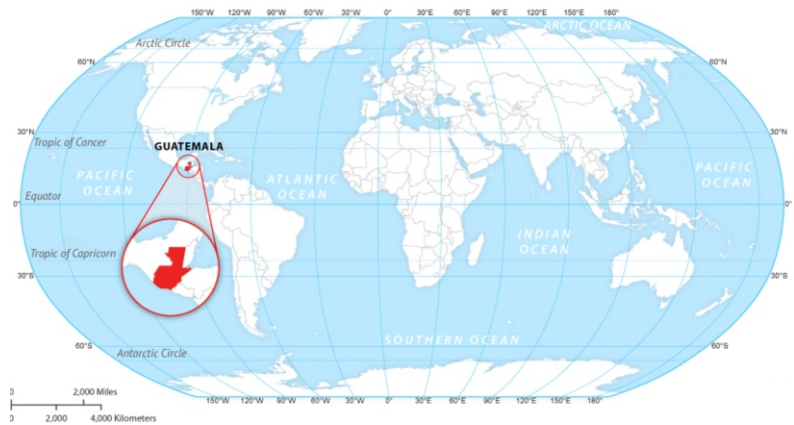 150°W 120°W 90°W 60°W 30°W 0° 30°E 60°E 90°E 120°E 150°E 180°
ARCTIC OCEAN
Arctic Circle
60°N 60°N
30°N 30°N
Tropic of Cancer
GUATEMALA
PACIFIC
OCEAN
ATLANTIC
OCEAN
PACIFIC
OCEAN
Equator
0° 0°
INDIAN
OCEAN
Tropic of Capricorn
30°S 30°S
SOUTHERN OCEAN
60°S 60°S
Antarctic Circle
150°W 120°W 90°W 60°W 30°W 0° 30°E 60°E 90°E 120°E 150°E 180°
0 2,000 Miles
0 2,000 4,000 Kilometers